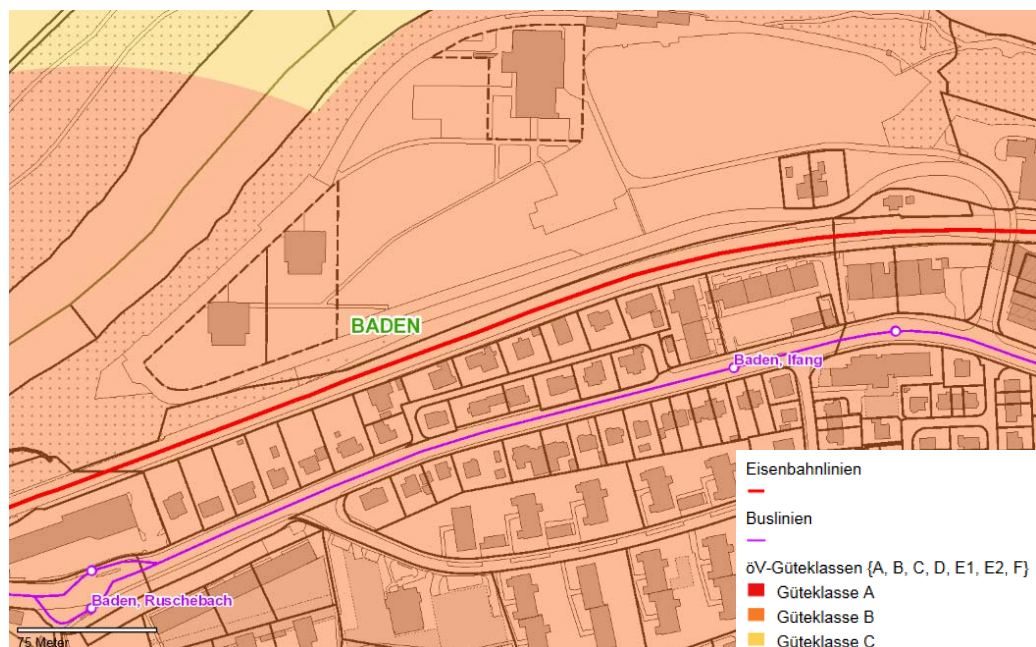 BADEN
Baden, Ifang
Baden, Ruschebach
75 Meter
Eisenbahnlinien
Buslinien
öV-Güteklassen {A, B, C, D, E1, E2, F}
Güteklasse A
Güteklasse B
Güteklasse C